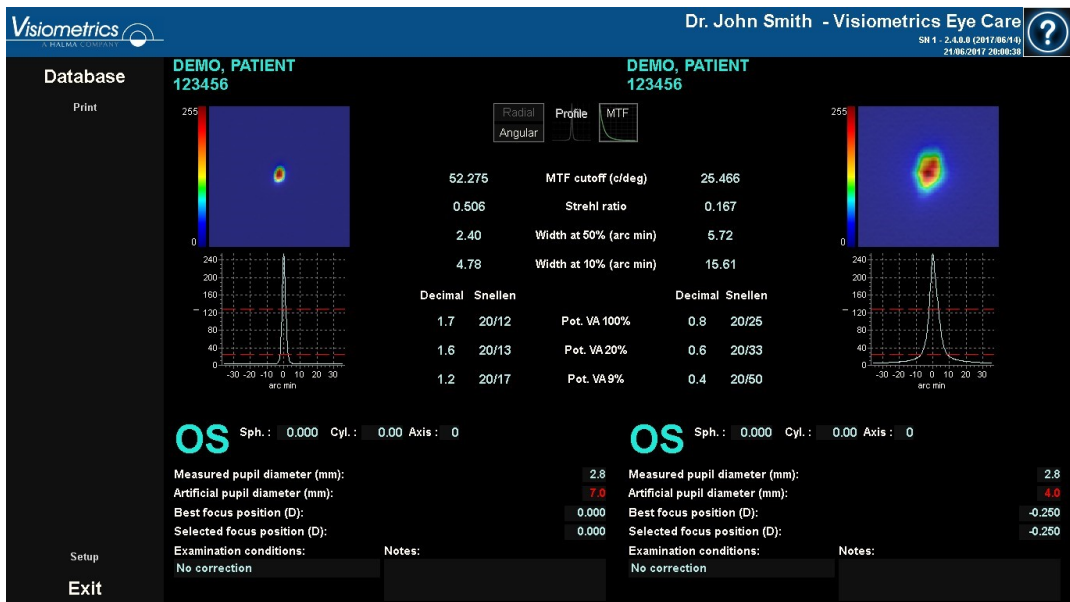 Visiometrics
A HALMA COMPANY
Dr. John Smith - Visiometrics Eye Care
SN 1 - 2.4.0.0 (2017/06/14)
21/06/2017 20:00:38
?
Database
Print
Setup
Exit
DEMO, PATIENT
123456
DEMO, PATIENT
123456
255
0
Radial
Angular
Profile
MTF
255
0
52.275 MTF cutoff (c/deg) 25.466
0.506 Strehl ratio 0.167
2.40 Width at 50% (arc min) 5.72
4.78 Width at 10% (arc min) 15.61
Decimal Snellen Decimal Snellen
1.7 20/12 Pot. VA 100% 0.8 20/25
1.6 20/13 Pot. VA 20% 0.6 20/33
1.2 20/17 Pot. VA 9% 0.4 20/50
240
200
160
120
80
40
0
-30 -20 -10 0 10 20 30
arc min
240
200
160
120
80
40
0
-30 -20 -10 0 10 20 30
arc min
OS Sph.: 0.000 Cyl.: 0.00 Axis: 0
Measured pupil diameter (mm): 2.8
Artificial pupil diameter (mm): 7.0
Best focus position (D): 0.000
Selected focus position (D): 0.000
Examination conditions: Notes:
No correction
OS Sph.: 0.000 Cyl.: 0.00 Axis: 0
Measured pupil diameter (mm): 2.8
Artificial pupil diameter (mm): 4.0
Best focus position (D): -0.250
Selected focus position (D): -0.250
Examination conditions: Notes:
No correction